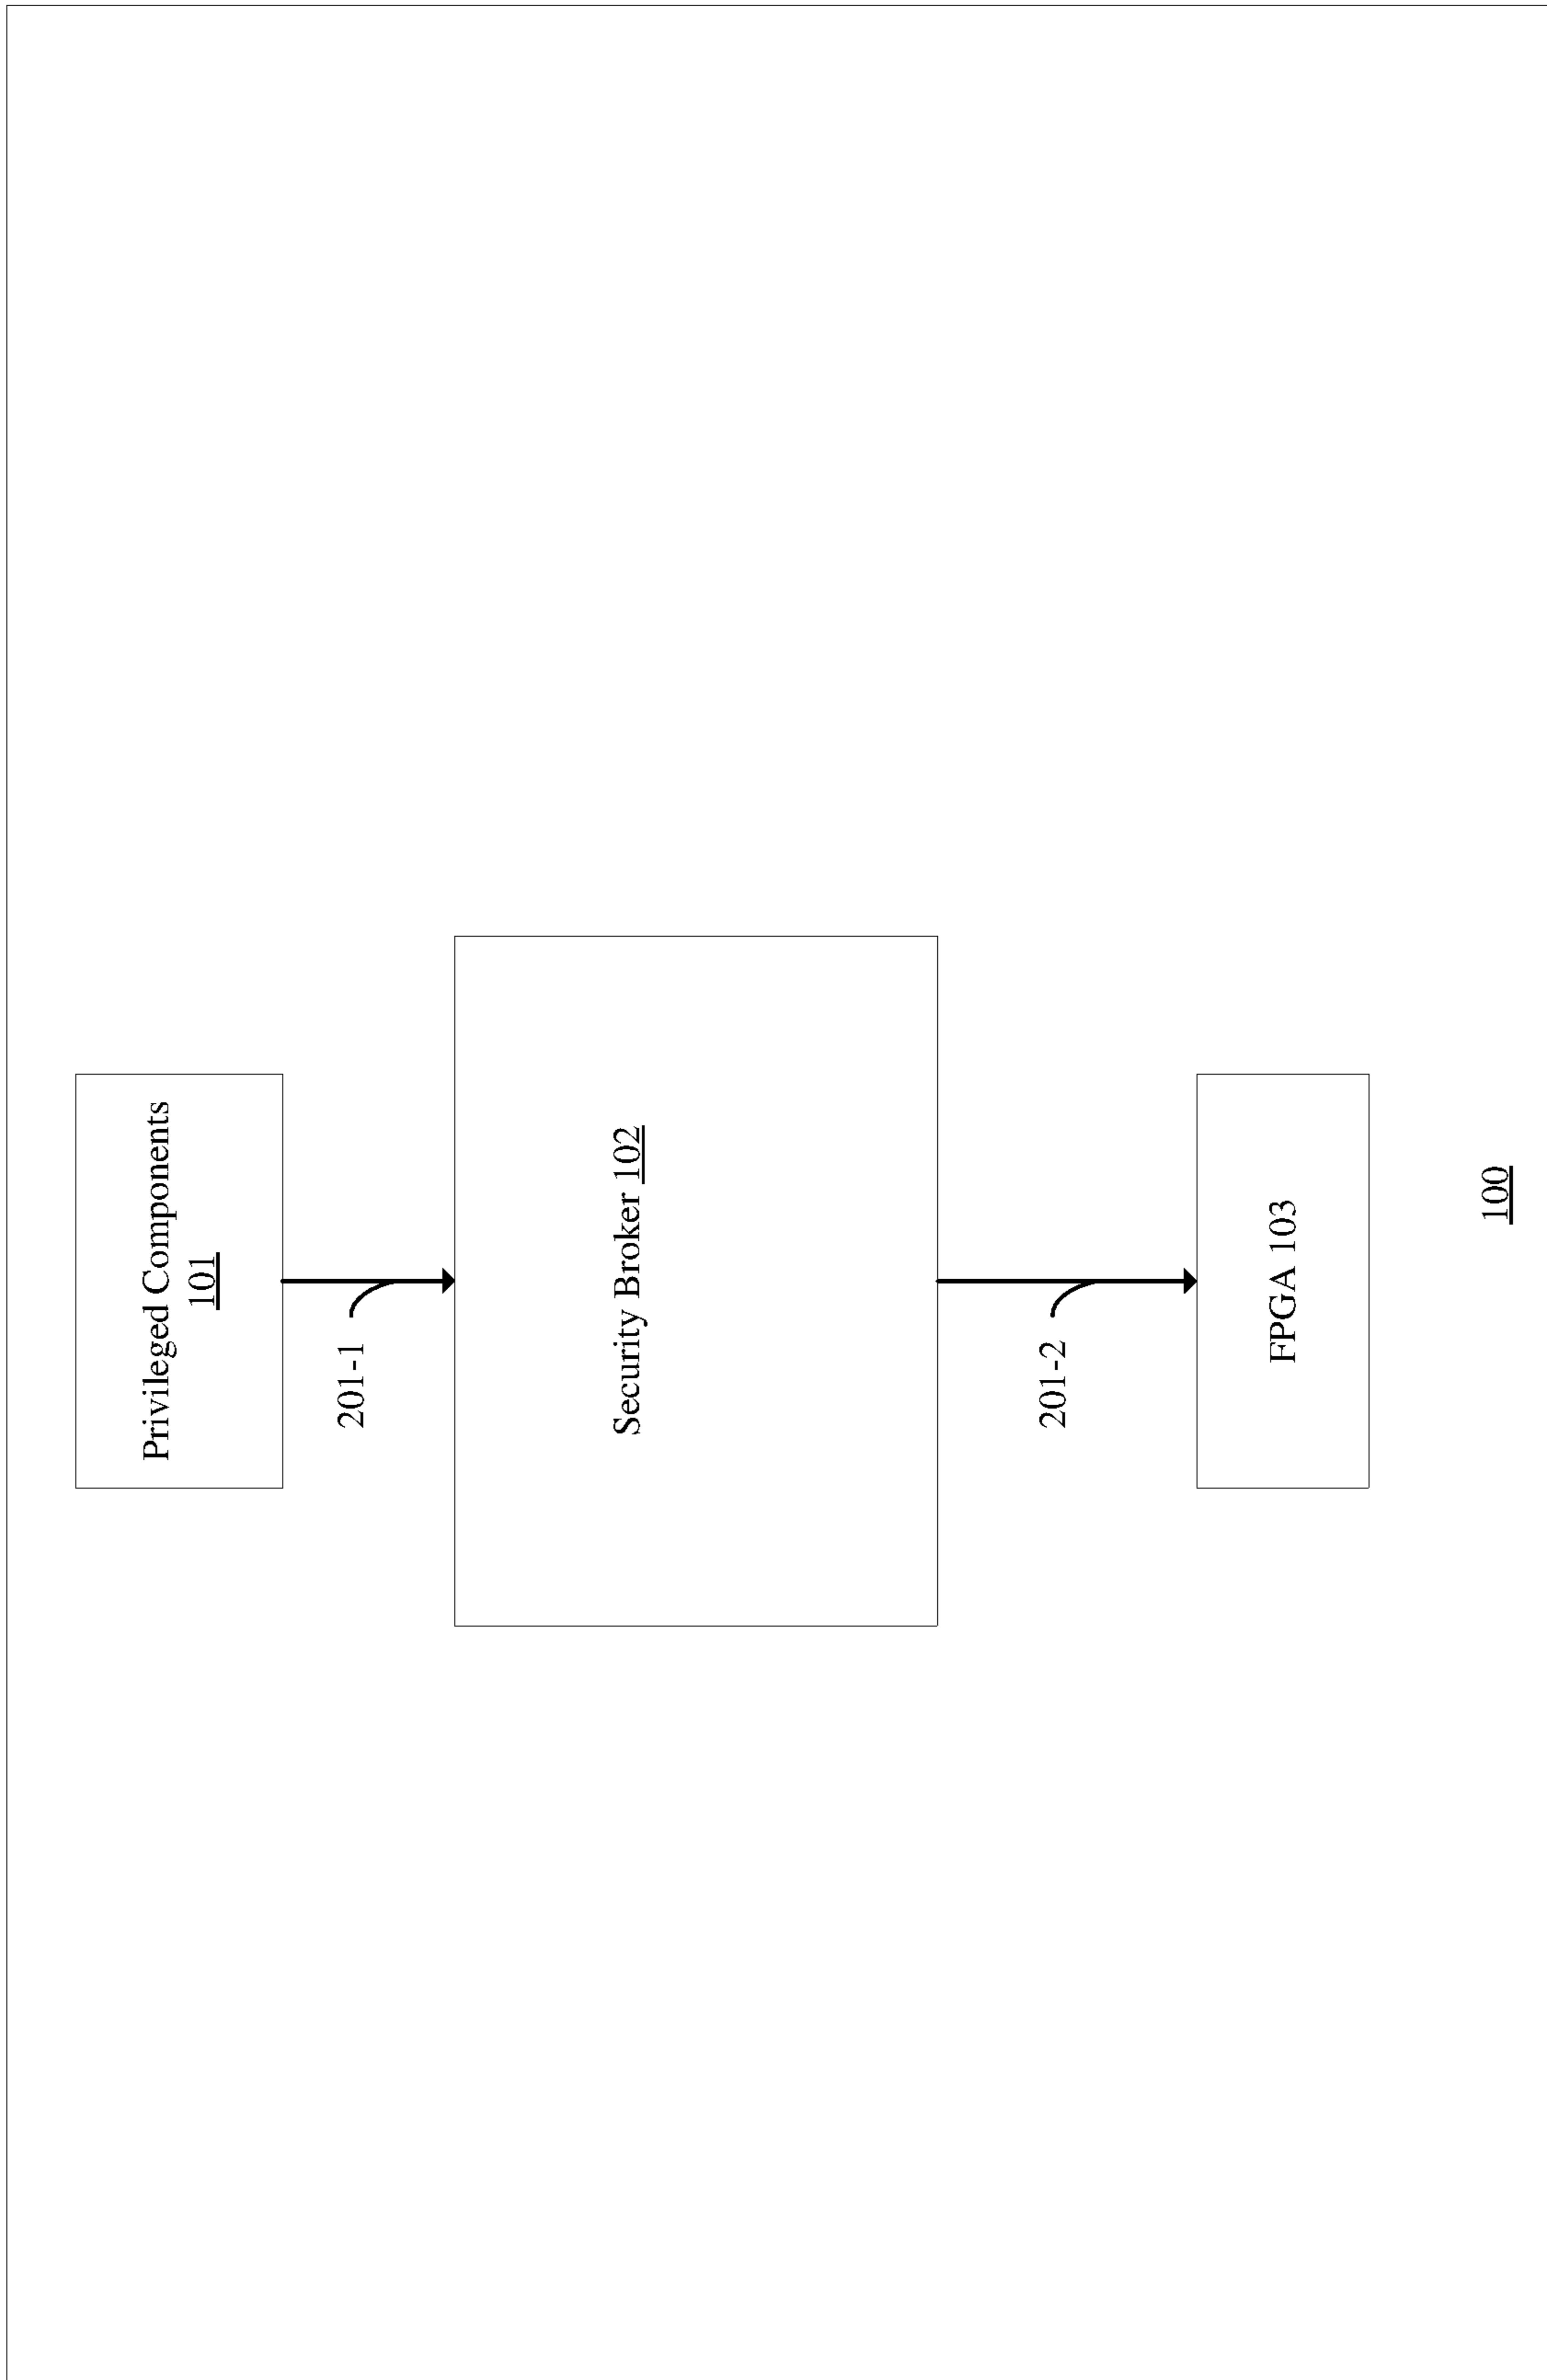 Privileged Components
101
201-1
Security Broker 102
201-2
FPGA 103
100